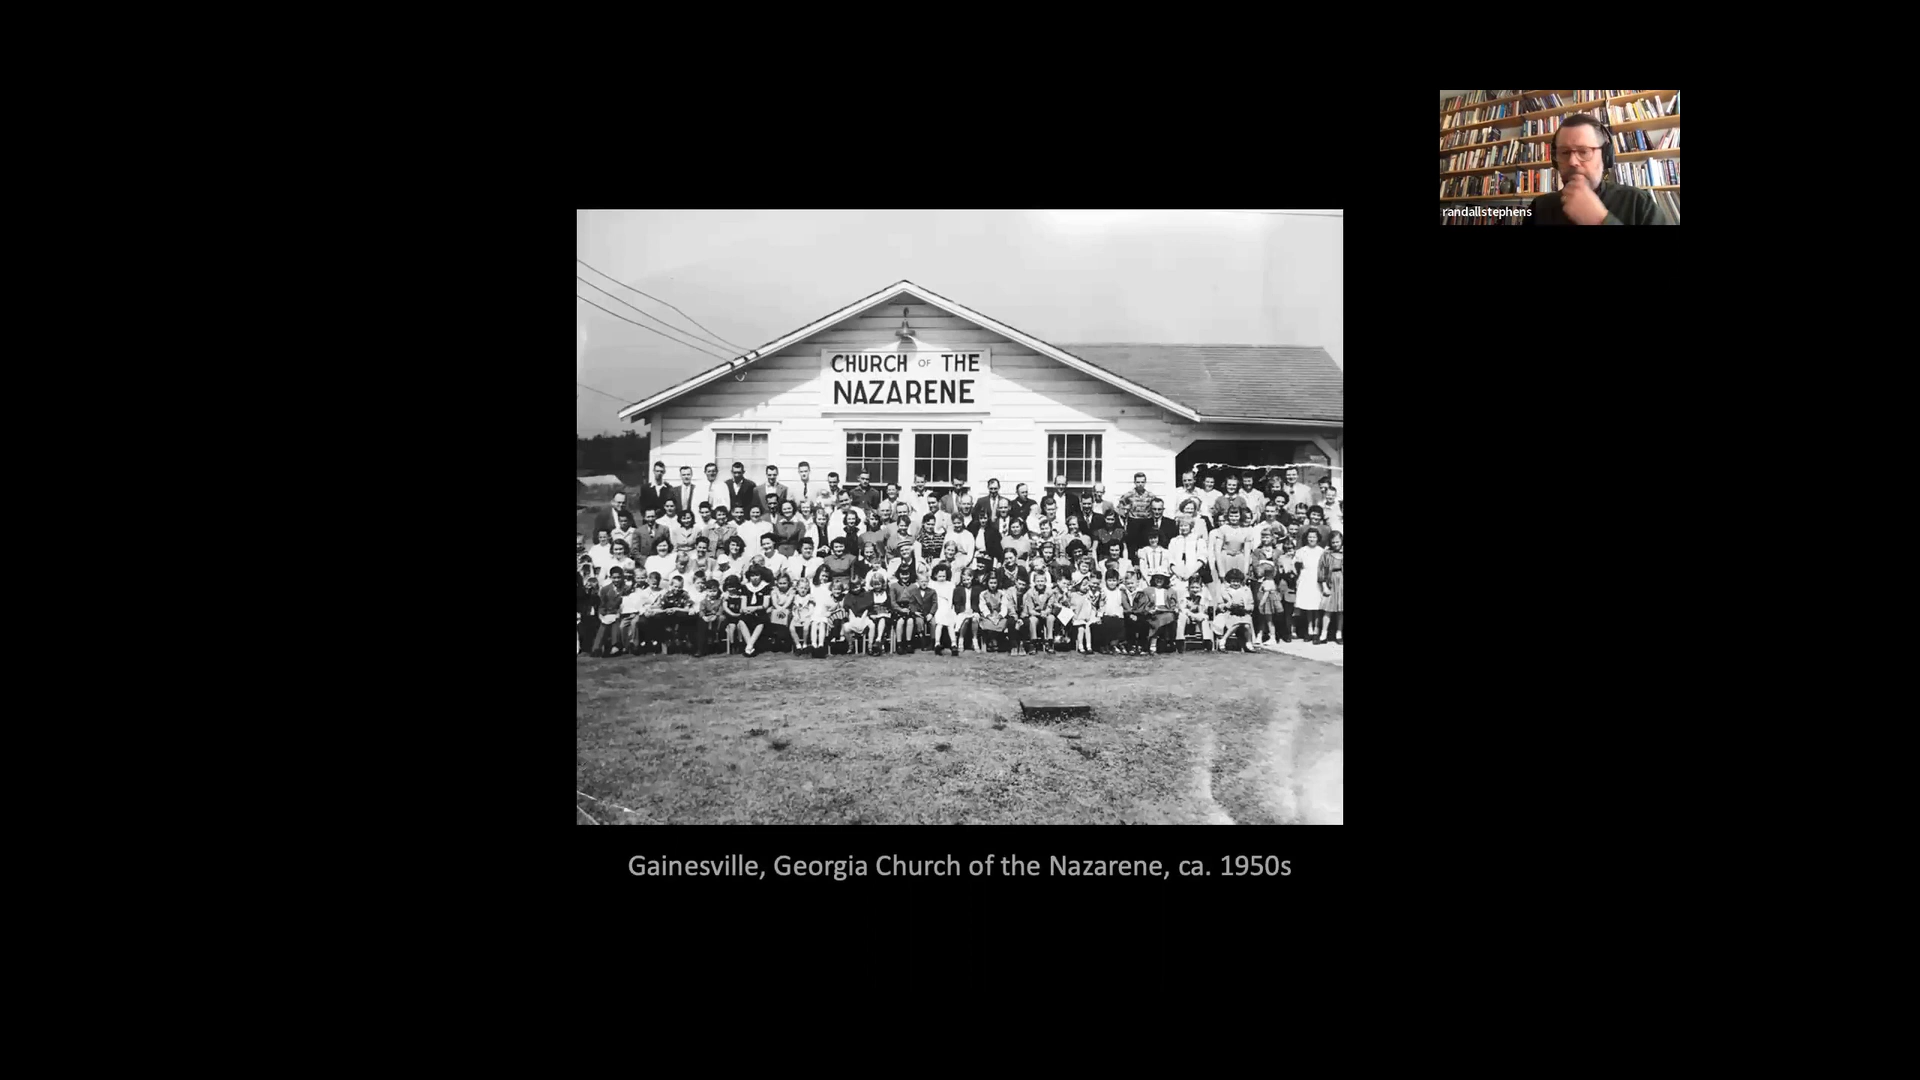 randallstephens
CHURCH OF THE
NAZARENE
Gainesville, Georgia Church of the Nazarene, ca. 1950s